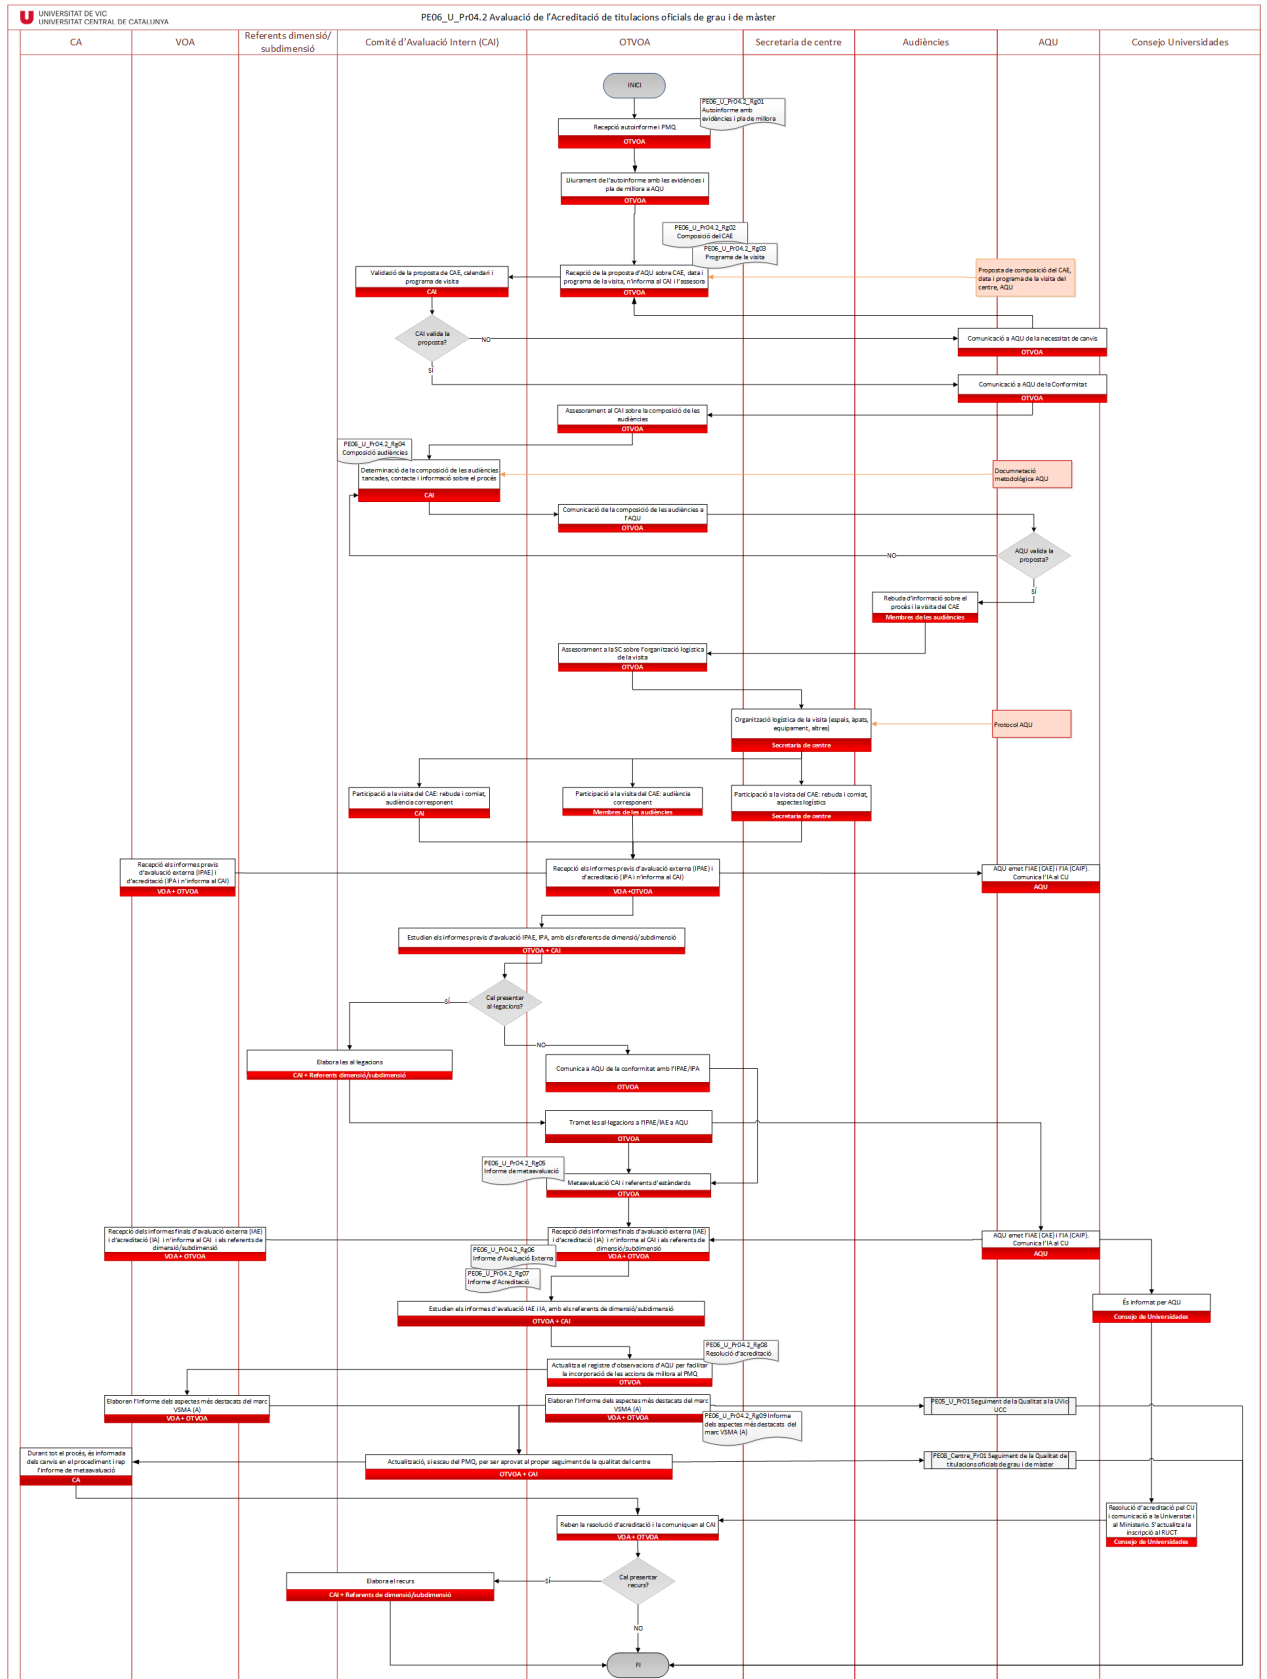 UNIVERSITAT DE VIC
UNIVERSITAT CENTRAL DE CATALUNYA
PE06_U_Pr04.2 Avaluació de l'Acreditació de titulacions oficials de grau i de màster
CA
VOA
Referents dimensió/
subdimensió
Comité d'Avaluació Intern (CAI)
OTVOA
Secretaria de centre
Audiències
AQU
Consejo Universidades
INICI
PE06_U_Pr04.2_Rg01
Autoinforme amb
evidències i pla de millora
Recepció autoinforme i PMQ
OTVOA
Lliurament de l'autoinforme amb les evidències i
pla de millora a AQU
OTVOA
PE06_U_Pr04.2_Rg02
Composició del CAE
PE06_U_Pr04.2_Rg03
Programa de la visita
Validació de la proposta de CAE, calendari i
programa de visita
CAI
Recepció de la proposta d'AQU sobre CAE, data i
programa de la visita, n'informa al CAI i l'assesora
OTVOA
Proposta de composició del CAE,
data i programa de la visita del
centre, AQU
CAI valida la
proposta?
NO
Comunicació a AQU de la necessitat de canvis
OTVOA
SÍ
Comunicació a AQU de la Conformitat
OTVOA
Assesorament al CAI sobre la composició de les
audiències
OTVOA
PE06_U_Pr04.2_Rg04
Composició audiències
Determinació de la composició de les audiències
tancades, contacte i informació sobre el procés
CAI
Documnetació
metodològica AQU
Comunicació de la composició de les audiències a
l'AQU
OTVOA
AQU valida la
proposta?
NO
SÍ
Rebuda d'informació sobre el
procés i la visita del CAE
Membres de les audiències
Assesorament a la SC sobre l'organització logística
de la visita
OTVOA
Organització logística de la visita (espais, àpats,
equipament, altres)
Secretaria de centre
Protocol AQU
Participació a la visita del CAE: rebuda i comiat,
audiència corresponent
CAI
Participació a la visita del CAE: audiència
corresponent
Membres de les audiències
Participació a la visita del CAE: rebuda i comiat,
aspectes logístics
Secretaria de centre
Recepció els informes previs
d'avaluació externa (IPAE) i
d'acreditació (IPA i n'informa al CAI)
VOA + OTVOA
Recepció els informes previs d'avaluació externa (IPAE) i
d'acreditació (IPA i n'informa al CAI)
VOA+OTVOA
AQU emet l'IAE (CAE) i l'IA (CAIP).
Comunica l'IA al CU
AQU
Estudien els informes previs d'avaluació IPAE, IPA, amb els referents de dimensió/subdimensió
OTVOA + CAI
Cal presentar
al·legacions?
SÍ
NO
Elabora les al·legacions
CAI + Referents dimensió/subdimensió
Comunica a AQU de la conformitat amb l'IPAE/IPA
OTVOA
Tramet les al·legacions a l'IPAE/IAE a AQU
OTVOA
PE06_U_Pr04.2_Rg05
Informe de metaavaluació
Metaavaluació CAI i referents d'estàndards
OTVOA
Recepció dels informes finals d'avaluació externa (IAE)
i d'acreditació (IA) i n'informa al CAI i als referents de
dimensió/subdimensió
VOA+ OTVOA
Recepció dels informes finals d'avaluació externa (IAE)
i d'acreditació (IA) i n'informa al CAI i als referents de
dimensió/subdimensió
VOA+ OTVOA
AQU emet l'IAE (CAE) i l'IA (CAIP).
Comunica l'IA al CU
AQU
PE06_U_Pr04.2_Rg06
Informe d'Avaluació Externa
PE06_U_Pr04.2_Rg07
Informe d'Acreditació
Estudien els informes d'avaluació IAE i IA, amb els referents de dimensió/subdimensió
OTVOA + CAI
És informat per AQU
Consejo de Universidades
PE06_U_Pr04.2_Rg08
Resolució d'acreditació
Actualitza el registre d'observacions d'AQU per facilitar
la incorporació de les accions de millora al PMQ
OTVOA
Elaboren l'Informe dels aspectes més destacats del marc
VSMA (A)
VOA + OTVOA
Elaboren l'Informe dels aspectes més destacats del marc
VSMA (A)
VOA + OTVOA
PE06_U_Pr04.2_Rg09 Informe
dels aspectes més destacats del
marc VSMA (A)
PE05_U_Pr01 Seguiment de la Qualitat a la UVic-
UCC
Durant tot el procés, és informada
dels canvis en el procediment i rep
l'informe de metaavaluació
CA
Actualització, si escau del PMQ, per ser aprovat al proper seguiment de la qualitat del centre
OTVOA + CAI
PE08_Centre_Pr01 Seguiment de la Qualitat de
titulacions oficials de grau i de màster
Reben la resolució d'acreditació i la comuniquen al CAI
VOA + OTVOA
Resolució d'acreditació pel CU
i comunicació a la Universitat i
al Ministerio. S'actualitza la
inscripció al RUCT
Consejo de Universidades
Cal presentar
recurs?
SÍ
Elabora el recurs
CAI + Referents de dimensió/subdimensió
NO
FI